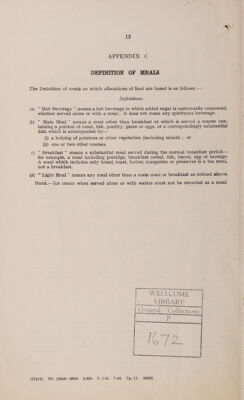 12
APPENDIX C
DEFINITION OF MEALS
The Definition of meals on which allocations of food are based is as follows:—
Definitions
(a) " Hot Beverage " means a hot beverage in which added sugar is customarily consumed,
whether served alone or with a meal ; it does not mean any spirituous beverage.
(b) " Main Meal " means a meal other than breakfast at which is served a course con-
taining a portion of meat, fish, poultry, game or eggs, or a correspondingly substantial
dish which is accompanied by—
(i) a helping of potatoes or other vegetables (including salads) ; or
(ii) one or two other courses.
(c) " Breakfast " means a substantial meal served during the normal breakfast period—
for example, a meal including porridge, breakfast cereal, fish, bacon, egg or sausage.
A meal which includes only bread, toast, butter, margarine or preserves is a tea meal,
not a breakfast.
(d) " Light Meal " means any meal other than a main meal or breakfast as defined above.
NOTE.—Ice cream when served alone or with wafers must not be recorded as a meal.
WELLCOME
LIBRARY
General Collections
P
1672